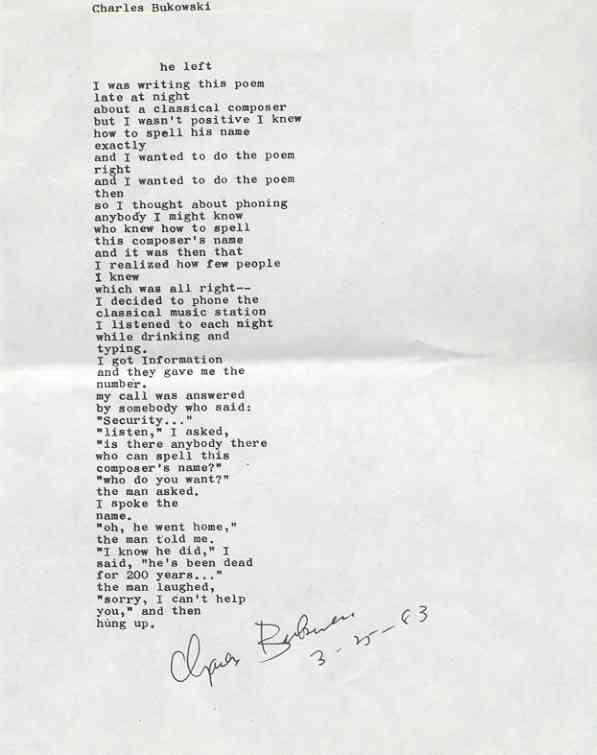 Charles Bukowski
he left
I was writing this poem
late at night
about a classical composer
but I wasn't positive I knew
how to spell his name
exactly
and I wanted to do the poem
right
and I wanted to do the poem
then
so I thought about phoning
anybody I might know
who knew how to spell
this composer's name
and it was then that
I realized how few people
I knew
which was all right--
I decided to phone the
classical music station
I listened to each night
while drinking and
typing.
I got Information
and they gave me the
number.
my call was answered
by somebody who said:
"Security..."
"listen," I asked,
"is there anybody there
who can spell this
composer's name?"
"who do you want?"
the man asked.
I spoke the
name.
"oh, he went home,"
the man told me.
"I know he did," I
said, "he's been dead
for 200 years..."
the man laughed,
"sorry, I can't help
you," and then
hung up.
Charles Bukowski
3-25-83